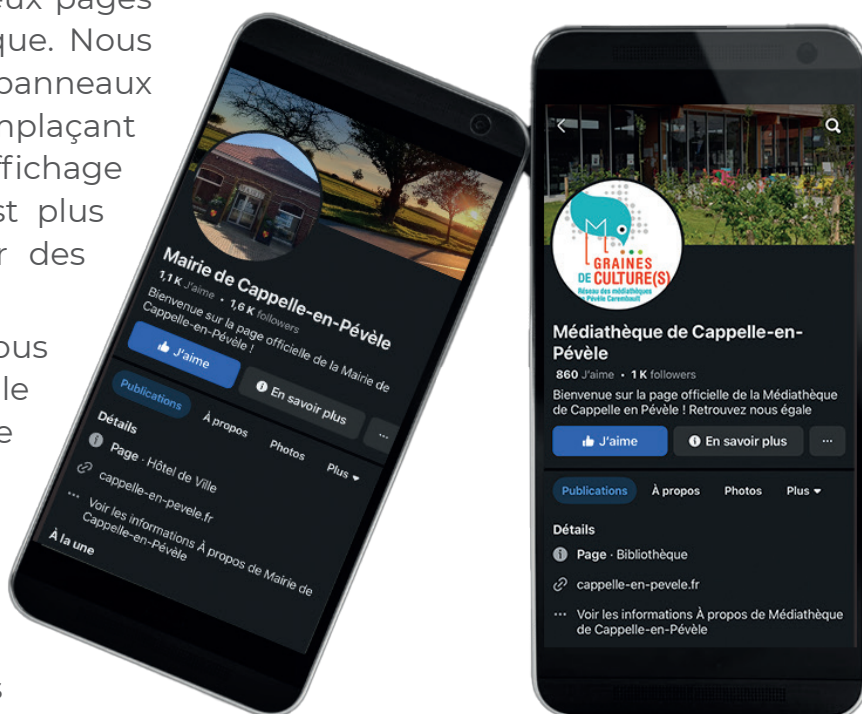 eux pages
que. Nous
panneaux
mplaçant
ffichage
st plus
r des
ous
le
e
s
MAIRIE
Mairie de Cappelle-en-Pévèle
1,1 K J'aime • 1,6 K followers
Bienvenue sur la page officielle de la Mairie de
Cappelle-en-Pévèle !
J'aime
En savoir plus
...
Publications
À propos
Photos
Plus
Détails
Page · Hôtel de Ville
cappelle-en-pevele.fr
... Voir les informations À propos de Mairie de
Cappelle-en-Pévèle
À la une
GRAINES
DE CULTURE(S)
Réseau des médiathèques
en Pévèle Carembault
Médiathèque de Cappelle-en-
Pévèle
860 J'aime • 1 K followers
Bienvenue sur la page officielle de la Médiathèque
de Cappelle en Pévèle ! Retrouvez nous égale
J'aime
En savoir plus
...
Publications
À propos
Photos
Plus
Détails
Page · Bibliothèque
cappelle-en-pevele.fr
... Voir les informations À propos de Médiathèque
de Cappelle-en-Pévèle